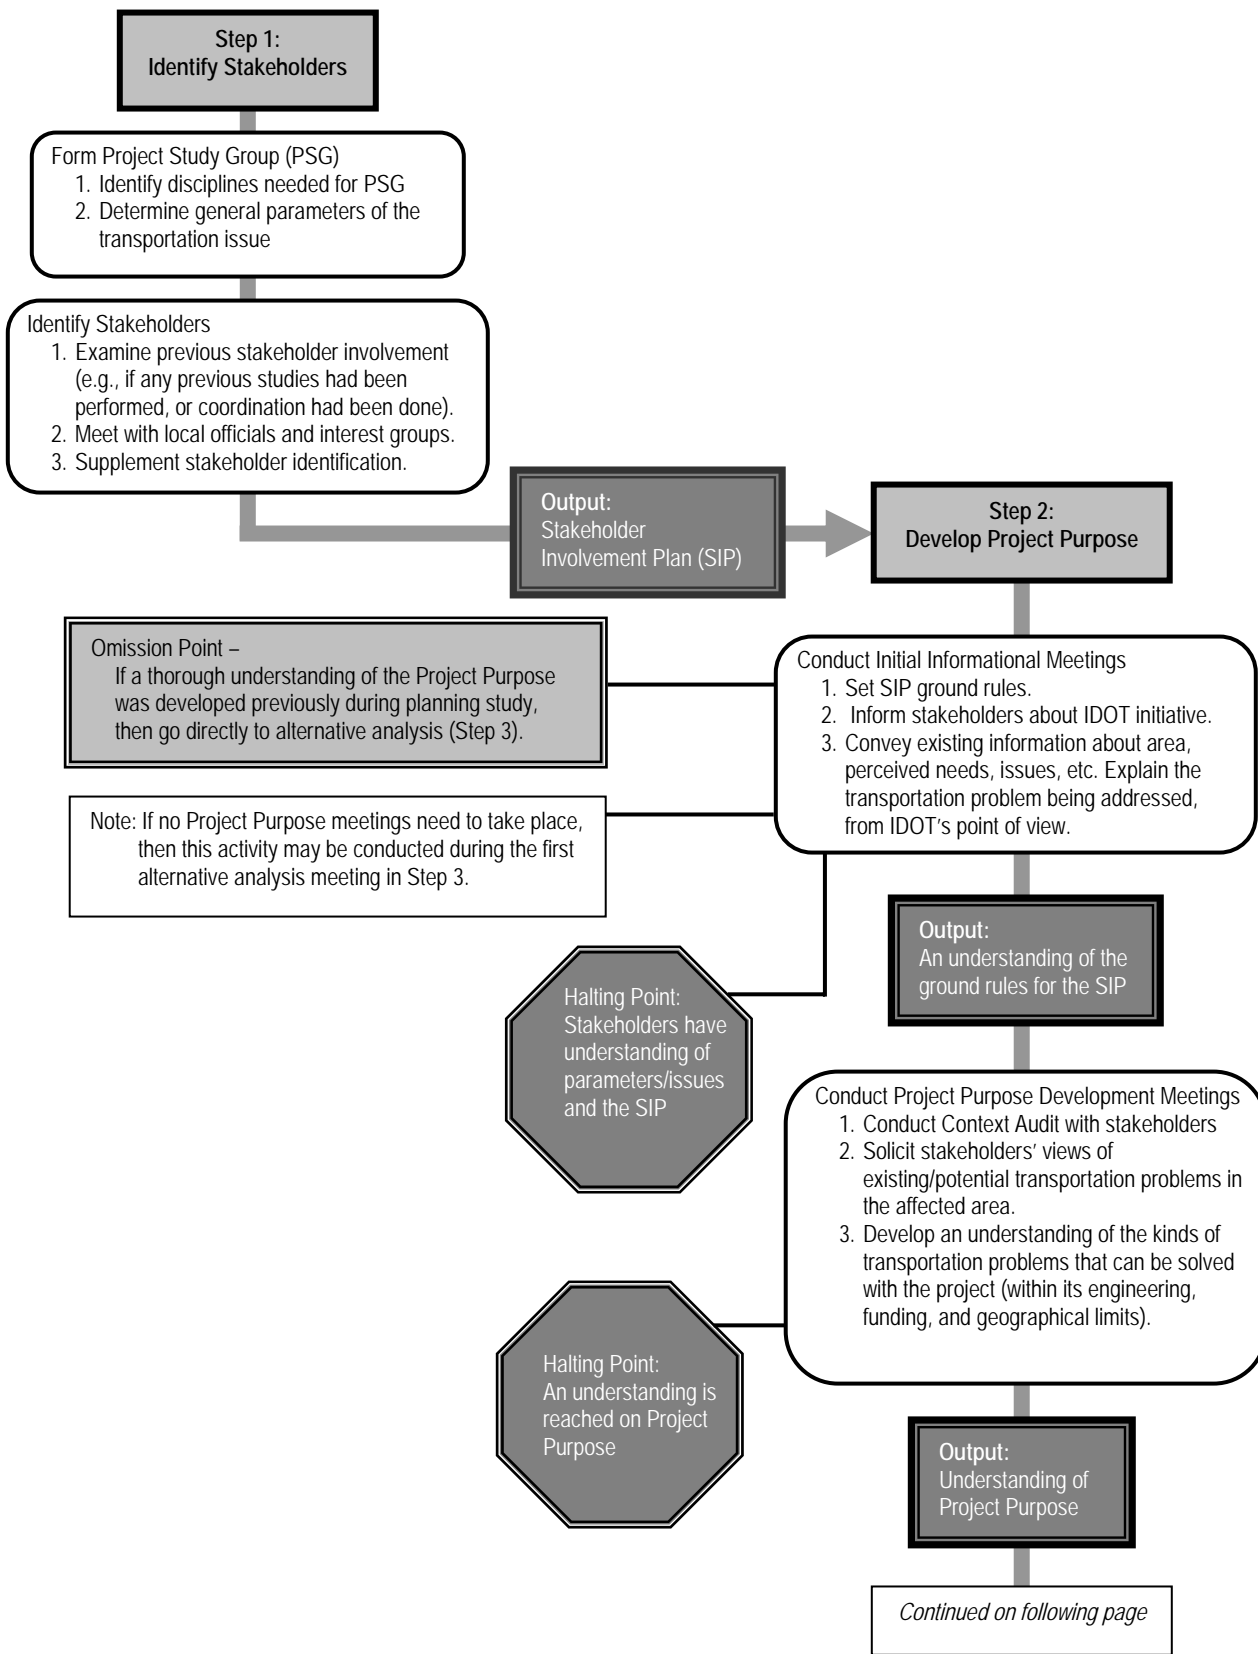 Step 1:
Identify Stakeholders
Form Project Study Group (PSG)
1. Identify disciplines needed for PSG
2. Determine general parameters of the
transportation issue
Identify Stakeholders
1. Examine previous stakeholder involvement
(e.g., if any previous studies had been
performed, or coordination had been done).
2. Meet with local officials and interest groups.
3. Supplement stakeholder identification.
Output:
Stakeholder
Involvement Plan (SIP)
Step 2:
Develop Project Purpose
Omission Point –
If a thorough understanding of the Project Purpose
was developed previously during planning study,
then go directly to alternative analysis (Step 3).
Note: If no Project Purpose meetings need to take place,
then this activity may be conducted during the first
alternative analysis meeting in Step 3.
Conduct Initial Informational Meetings
1. Set SIP ground rules.
2. Inform stakeholders about IDOT initiative.
3. Convey existing information about area,
perceived needs, issues, etc. Explain the
transportation problem being addressed,
from IDOT's point of view.
Halting Point:
Stakeholders have
understanding of
parameters/issues
and the SIP
Output:
An understanding of the
ground rules for the SIP
Conduct Project Purpose Development Meetings
1. Conduct Context Audit with stakeholders
2. Solicit stakeholders' views of
existing/potential transportation problems in
the affected area.
3. Develop an understanding of the kinds of
transportation problems that can be solved
with the project (within its engineering,
funding, and geographical limits).
Halting Point:
An understanding is
reached on Project
Purpose
Output:
Understanding of
Project Purpose
Continued on following page